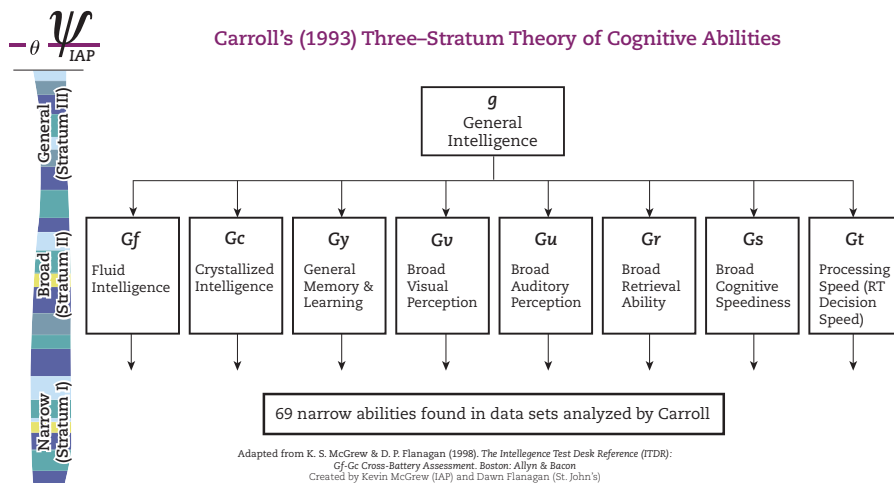 θ ψ IAP
Carroll's (1993) Three–Stratum Theory of Cognitive Abilities
General
(Stratum III)
g
General
Intelligence
Broad
(Stratum II)
Gf
Fluid
Intelligence
Gc
Crystallized
Intelligence
Gy
General
Memory &
Learning
Gv
Broad
Visual
Perception
Gu
Broad
Auditory
Perception
Gr
Broad
Retrieval
Ability
Gs
Broad
Cognitive
Speediness
Gt
Processing
Speed (RT
Decision
Speed)
Narrow
(Stratum I)
69 narrow abilities found in data sets analyzed by Carroll
Adapted from K. S. McGrew & D. P. Flanagan (1998). The Intellegence Test Desk Reference (ITDR):
Gf-Gc Cross-Battery Assessment. Boston: Allyn & Bacon
Created by Kevin McGrew (IAP) and Dawn Flanagan (St. John's)